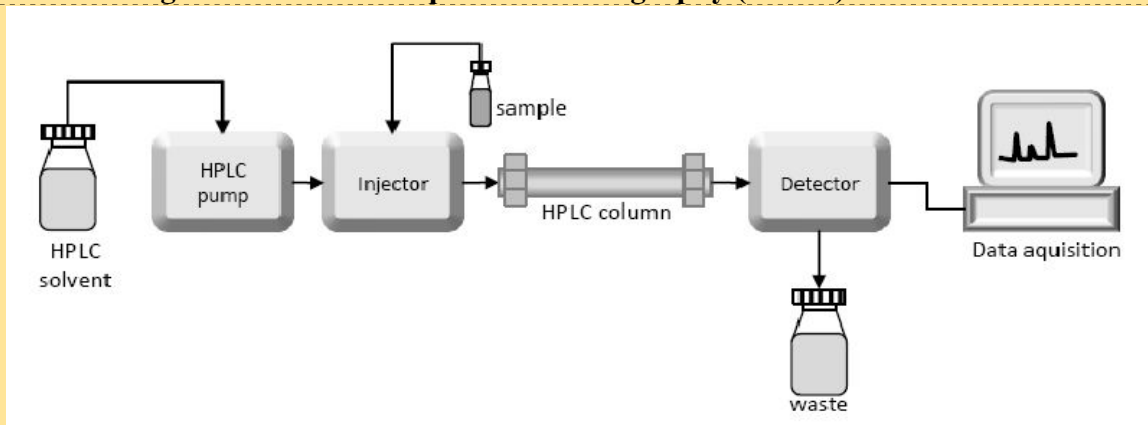 sample
HPLC
pump
Injector
Detector
HPLC column
HPLC
solvent
Data aquisition
waste